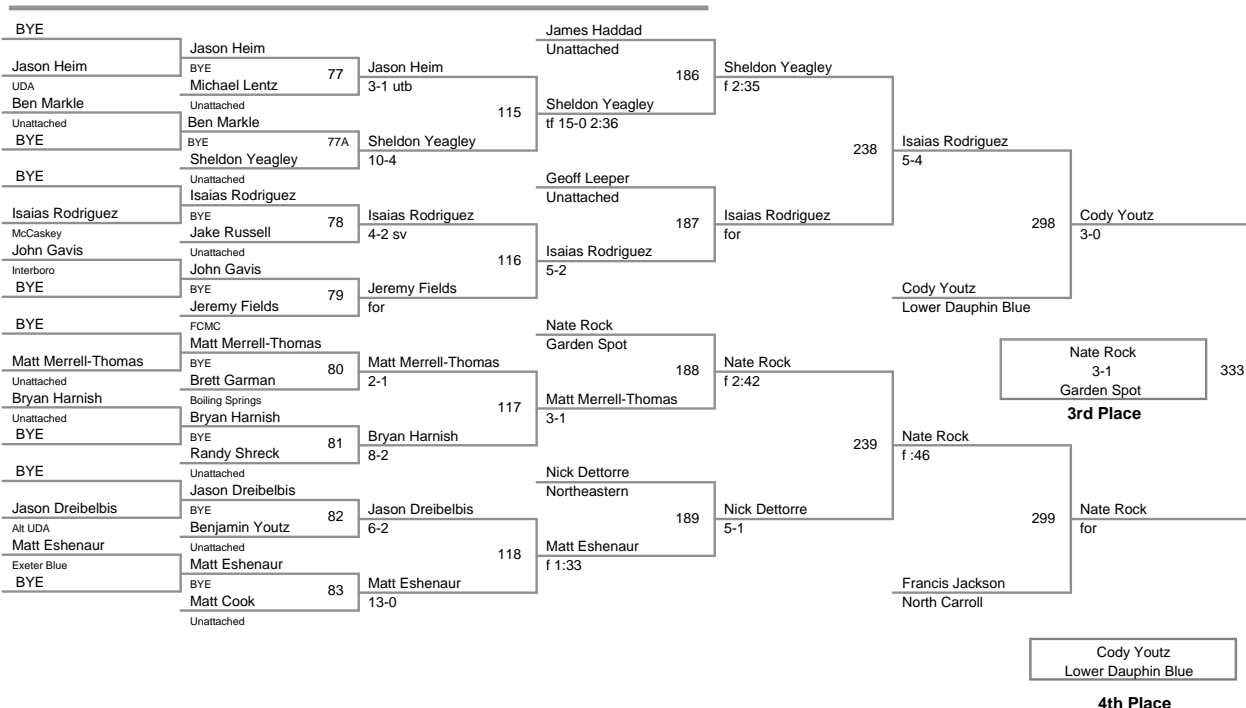 BYE
Jason Heim
UDA
Ben Markle
Unattached
BYE
BYE
Isaias Rodriguez
McCaskey
John Gavis
Interboro
BYE
BYE
Matt Merrell-Thomas
Unattached
Bryan Harnish
Unattached
BYE
BYE
Jason Dreibelbis
Alt UDA
Matt Eshenaur
Exeter Blue
BYE
Jason Heim
BYE
77
Michael Lentz
Unattached
Ben Markle
BYE
77A
Sheldon Yeagley
Unattached
Isaias Rodriguez
BYE
78
Jake Russell
Unattached
John Gavis
BYE
79
Jeremy Fields
FCMC
Matt Merrell-Thomas
BYE
80
Brett Garman
Boiling Springs
Bryan Harnish
BYE
81
Randy Shreck
Unattached
Jason Dreibelbis
BYE
82
Benjamin Youtz
Unattached
Matt Eshenaur
BYE
83
Matt Cook
Unattached
Jason Heim
3-1 utb
115
Sheldon Yeagley
10-4
Isaias Rodriguez
4-2 sv
116
Jeremy Fields
for
Matt Merrell-Thomas
2-1
117
Bryan Harnish
8-2
Jason Dreibelbis
6-2
118
Matt Eshenaur
13-0
James Haddad
Unattached
186
Sheldon Yeagley
tf 15-0 2:36
Geoff Leeper
Unattached
187
Isaias Rodriguez
5-2
Nate Rock
Garden Spot
188
Matt Merrell-Thomas
3-1
Nick Dettorre
Northeastern
189
Matt Eshenaur
f 1:33
Sheldon Yeagley
f 2:35
238
Isaias Rodriguez
for
Nate Rock
f 2:42
239
Nick Dettorre
5-1
Isaias Rodriguez
5-4
298
Cody Youtz
Lower Dauphin Blue
Nate Rock
f :46
299
Francis Jackson
North Carroll
Cody Youtz
3-0
Nate Rock
3-1
Garden Spot
333
3rd Place
Nate Rock
for
Cody Youtz
Lower Dauphin Blue
4th Place